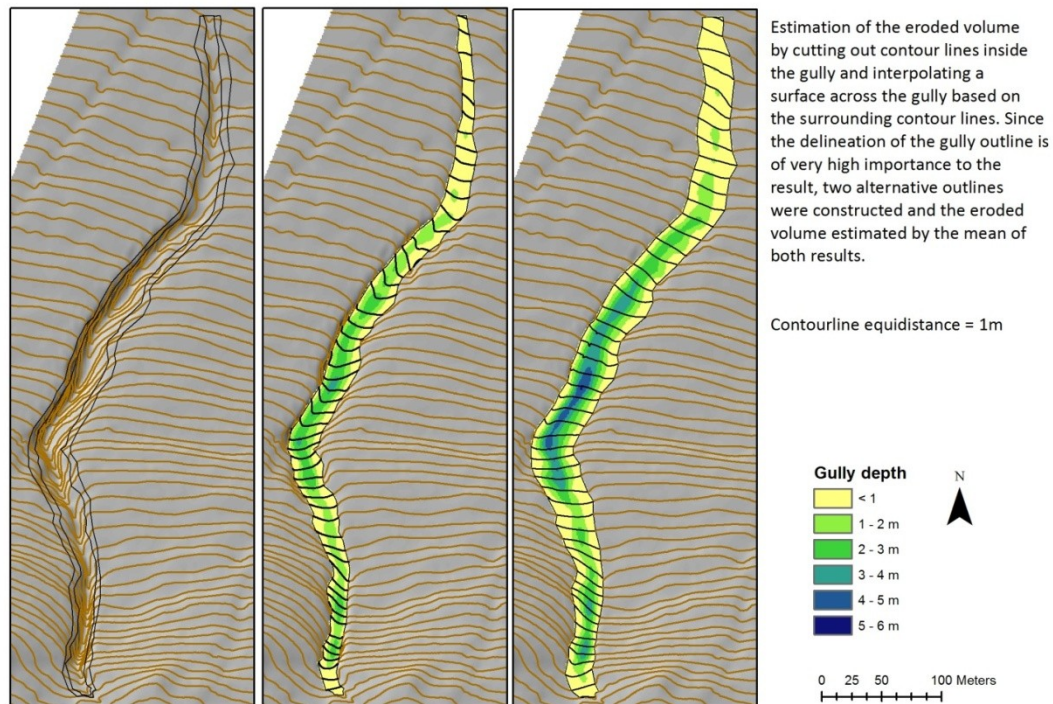 Estimation of the eroded volume
by cutting out contour lines inside
the gully and interpolating a
surface across the gully based on
the surrounding contour lines. Since
the delineation of the gully outline is
of very high importance to the
result, two alternative outlines
were constructed and the eroded
volume estimated by the mean of
both results.
Contourline equidistance = 1m
Gully depth
< 1
1 - 2 m
2 - 3 m
3 - 4 m
4 - 5 m
5 - 6 m
N
0 25 50 100 Meters